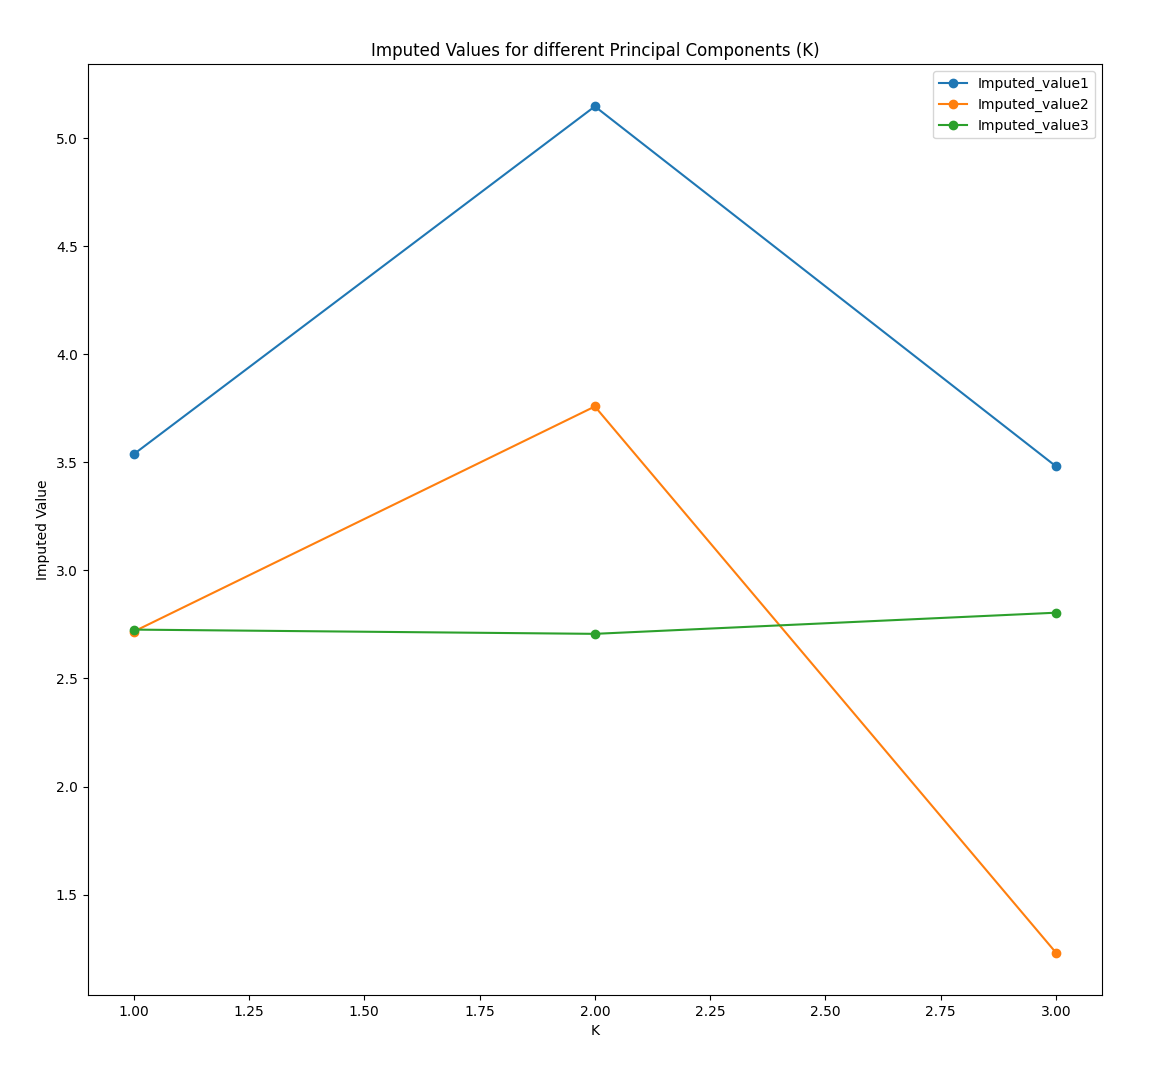 Imputed Values for different Principal Components (K)
Imputed_value1
Imputed_value2
Imputed_value3
Imputed Value
5.0
4.5
4.0
3.5
3.0
2.5
2.0
1.5
1.00 1.25 1.50 1.75 2.00 2.25 2.50 2.75 3.00
K